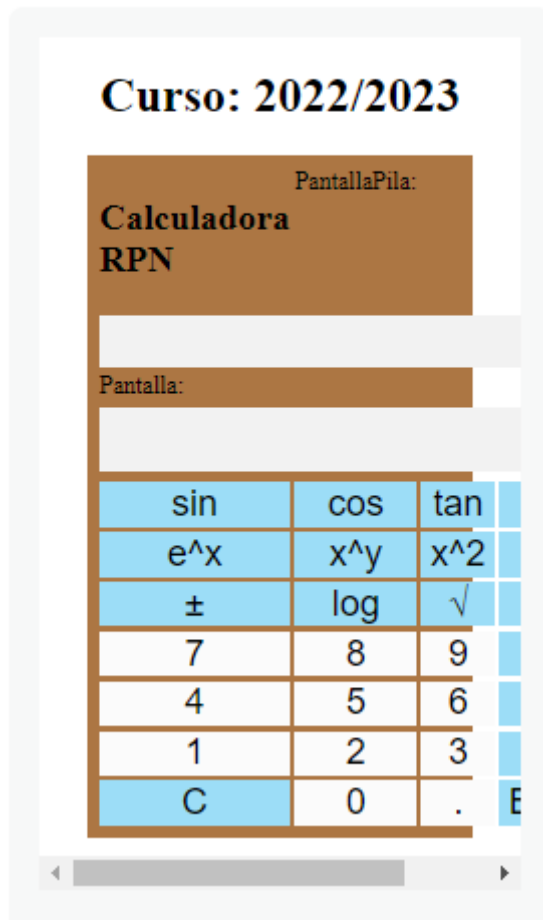 Curso: 2022/2023
PantallaPila:
Calculadora
RPN
Pantalla:
sin cos tan
e^x x^y x^2
± log √
7 8 9
4 5 6
1 2 3
C 0 .